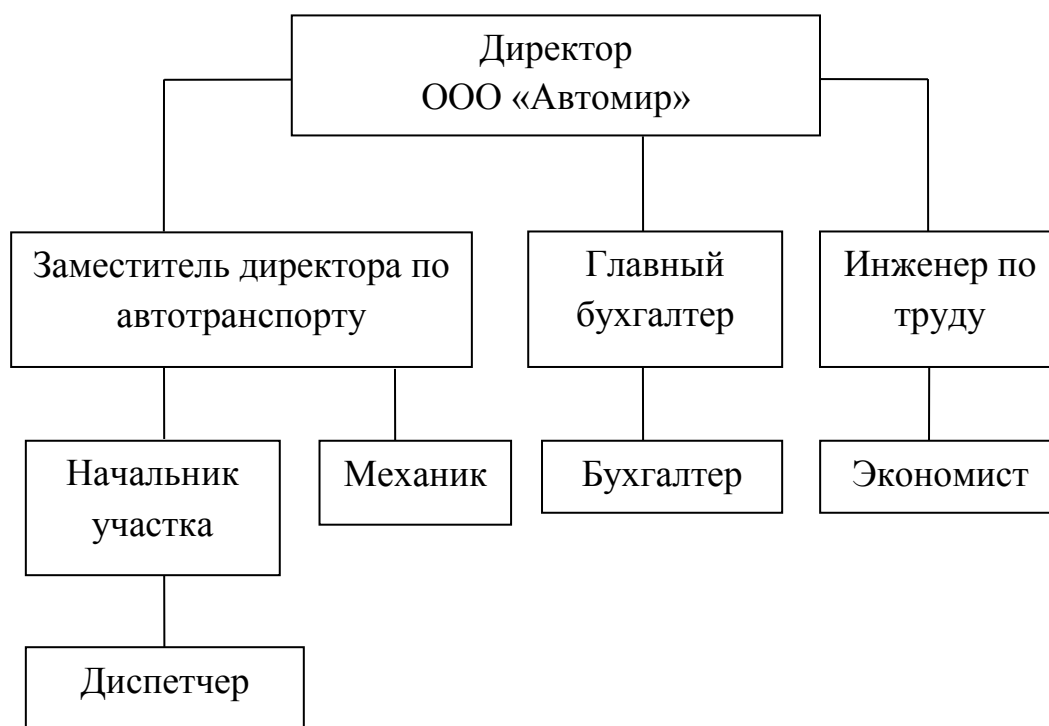 Директор
ООО «Автомир»
Заместитель директора по
автотранспорту
Главный
бухгалтер
Инженер по
труду
Начальник
участка
Механик
Бухгалтер
Экономист
Диспетчер